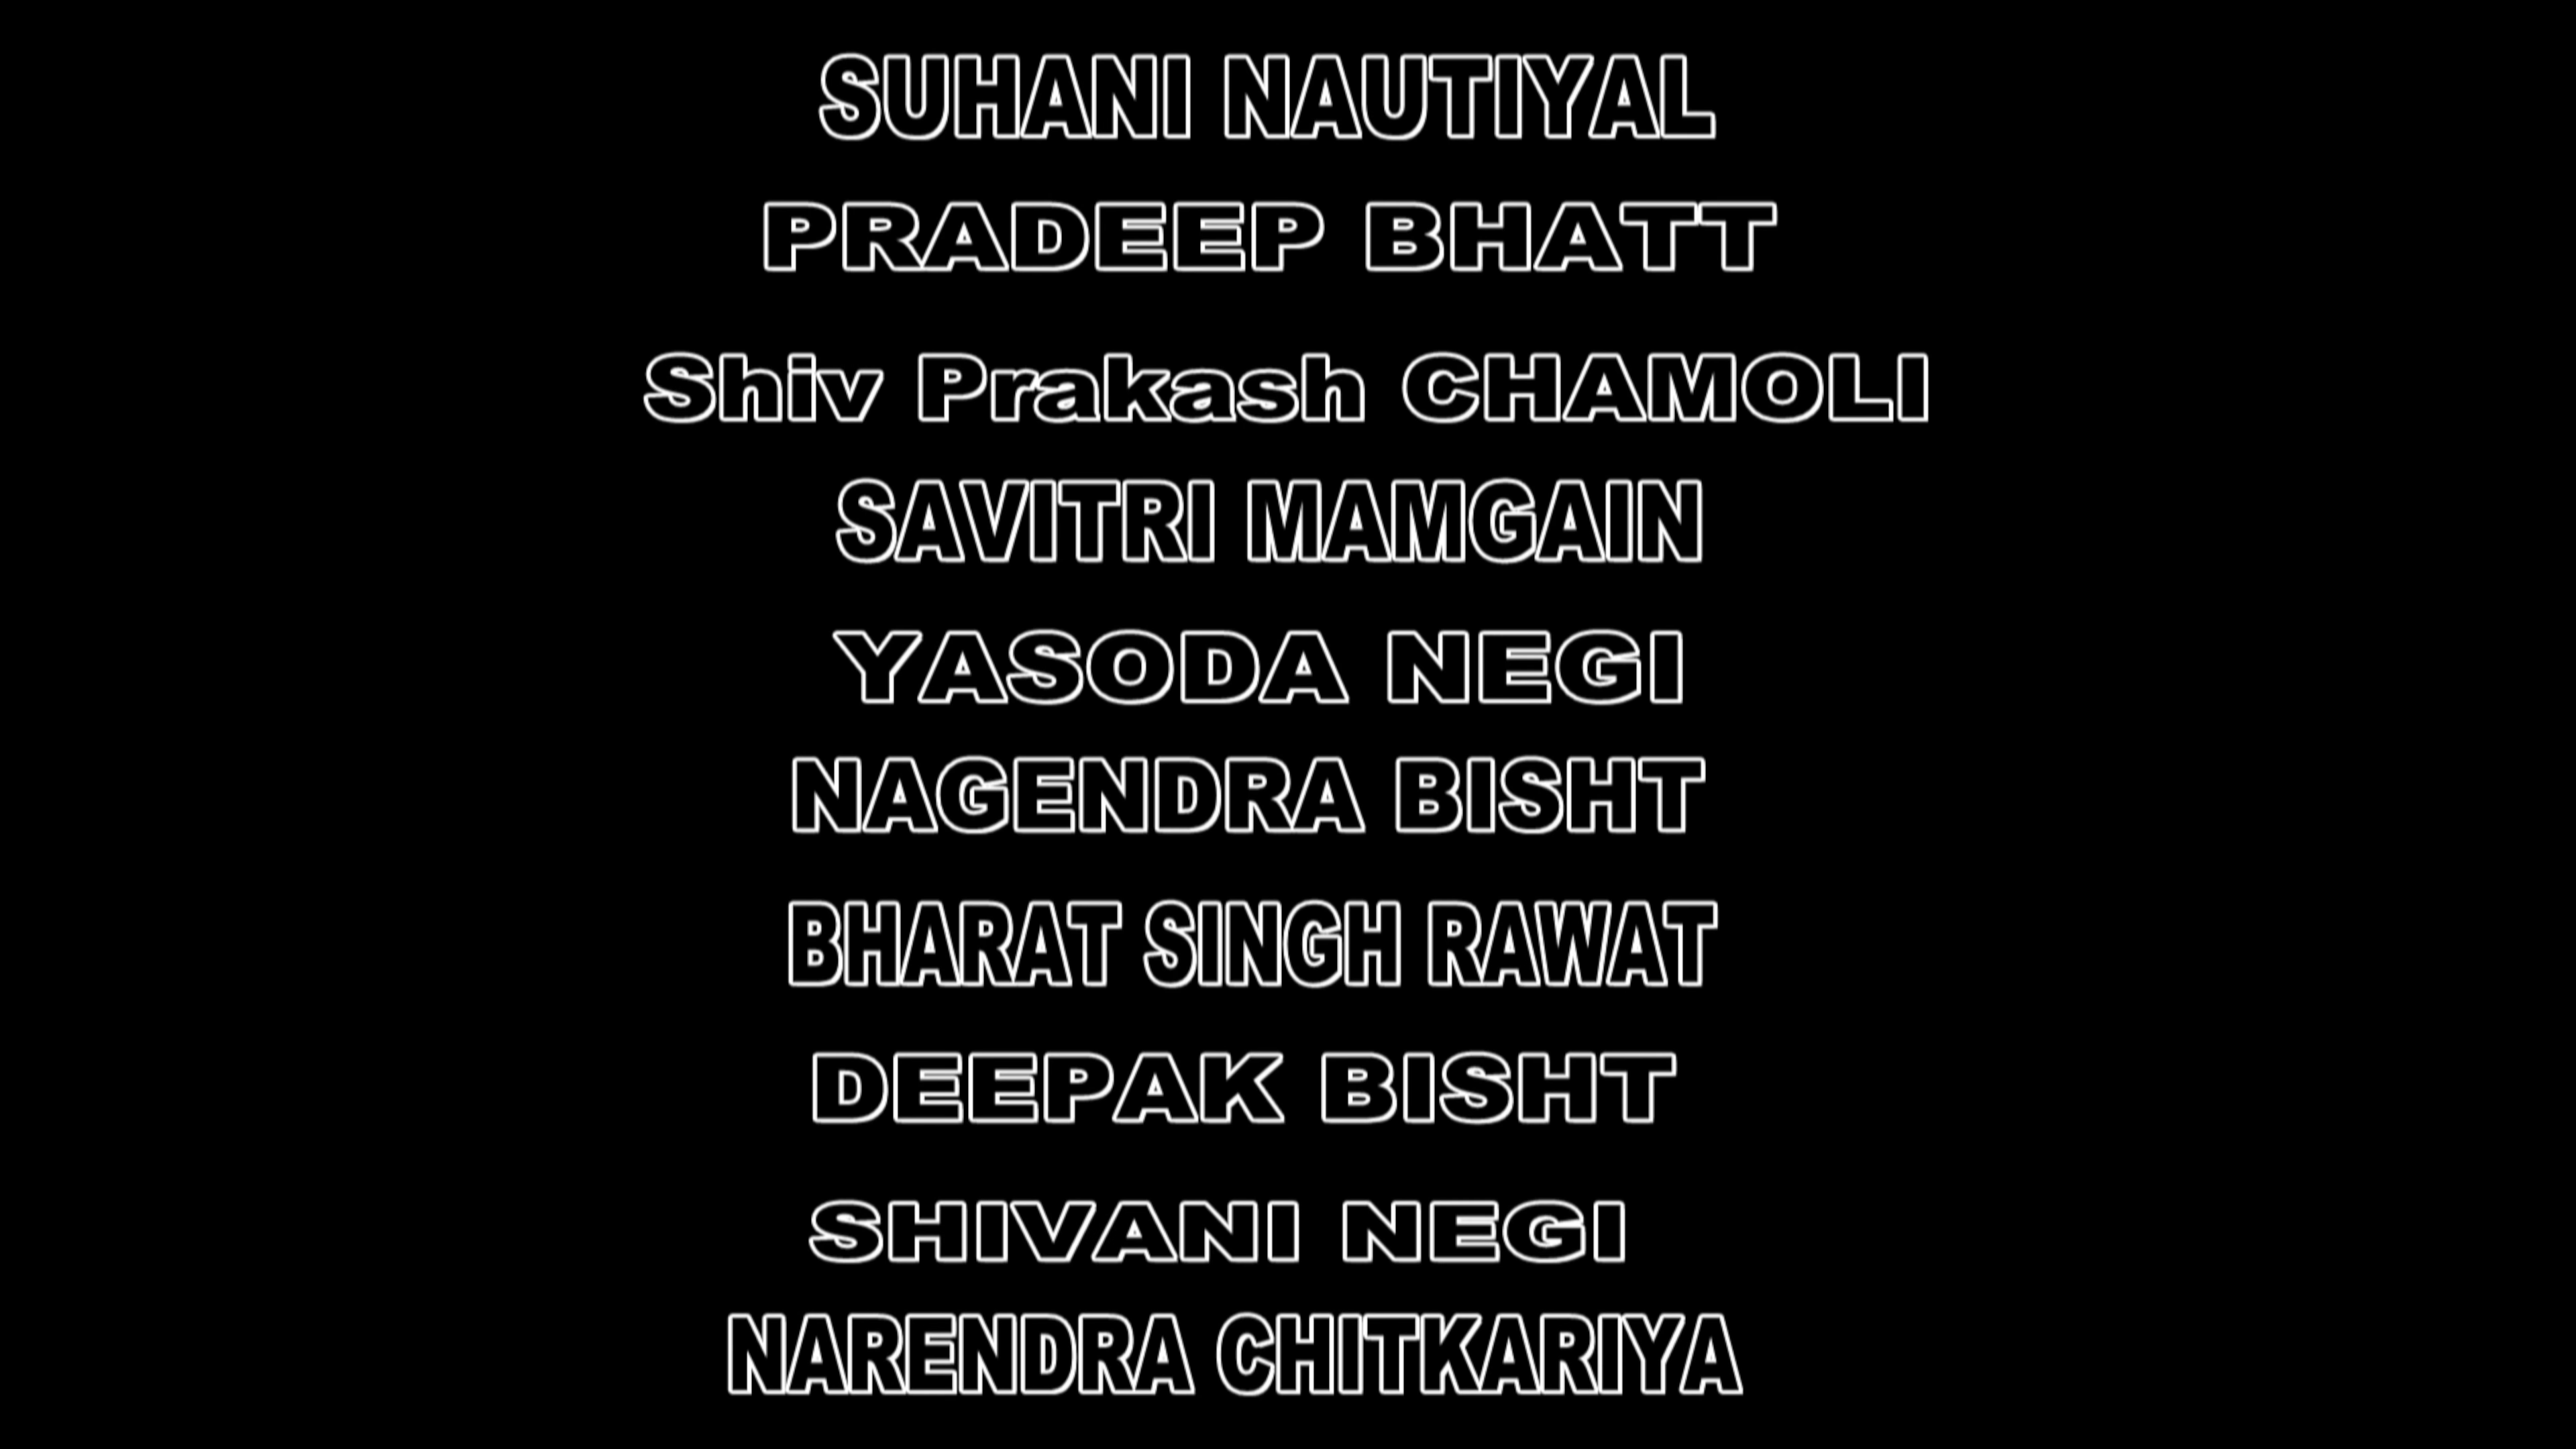 SUHANI NAUTIYAL
PRADEEP BHATT
Shiv Prakash CHAMOLI
SAVITRI MAMGAIN
YASODA NEGI
NAGENDRA BISHT
BHARAT SINGH RAWAT
DEEPAK BISHT
SHIVANI NEGI
NARENDRA CHITKARIYA